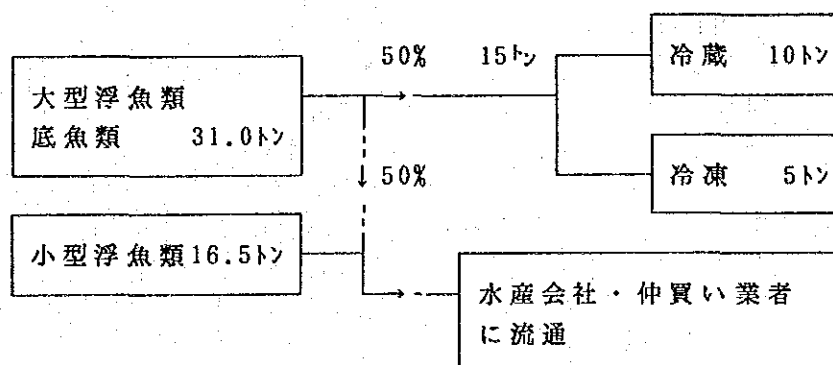 50% 15トン
冷蔵 10トン
大型浮魚類
底魚類 31.0トン
50%
冷凍 5トン
小型浮魚類16.5トン
水産会社・仲買い業者
に流通